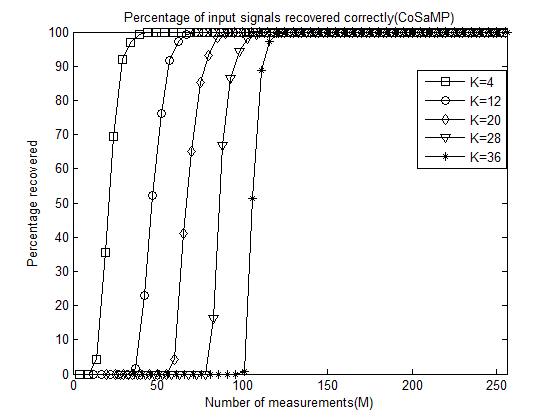 Percentage of input signals recovered correctly(CoSaMP)
100
90
80
70
60
50
40
30
20
10
0
Percentage recovered
K=4
K=12
K=20
K=28
K=36
0 50 100 150 200 250
Number of measurements(M)